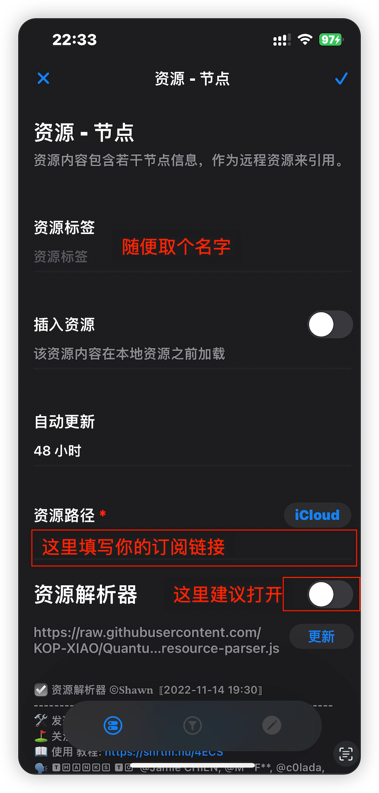 22:33
97
资源 - 节点
资源 - 节点
资源内容包含若干节点信息，作为远程资源来引用。
资源标签
资源标签
随便取个名字
插入资源
该资源内容在本地资源之前加载
自动更新
48 小时
资源路径 *
iCloud
这里填写你的订阅链接
资源解析器
这里建议打开
https://raw.githubusercontent.com/
KOP-XIAO/Quantu...resource-parser.js
更新
☑️ 资源解析器 ©𝐒𝐡𝐚𝐰𝐧 ⟦2022-11-14 19:30⟧
🛠 发
⛳️ 关
📖 使用 教程: https://shrtm.nu/4ECS
🗣 🆃🅷🅰🅽🅺🆂 🆃🅾 @Jamie CHEN, @M**F**, @c0lada,